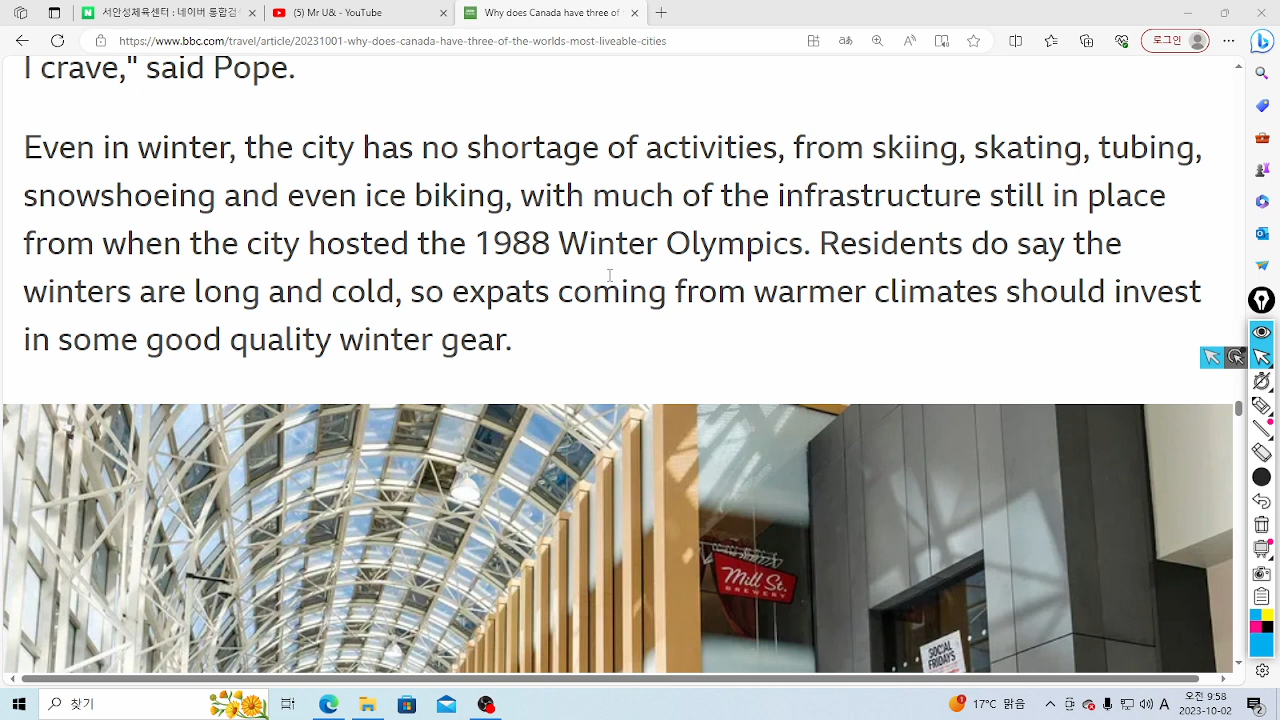 서안성체육센터 : 네이버 통합검
(5) Mr U& - YouTube
Why does Canada have three of
https://www.bbc.com/travel/article/20231001-why-does-canada-have-three-of-the-worlds-most-liveable-cities
로그인
I crave," said Pope.
Even in winter, the city has no shortage of activities, from skiing, skating, tubing,
snowshoeing and even ice biking, with much of the infrastructure still in place
from when the city hosted the 1988 Winter Olympics. Residents do say the
winters are long and cold, so expats coming from warmer climates should invest
in some good quality winter gear.
Mill St.
BREWERY
SOCIAL
FRIDAYS
찾기
1
17°C 맑음
A
오전 9:58
2023-10-02
2